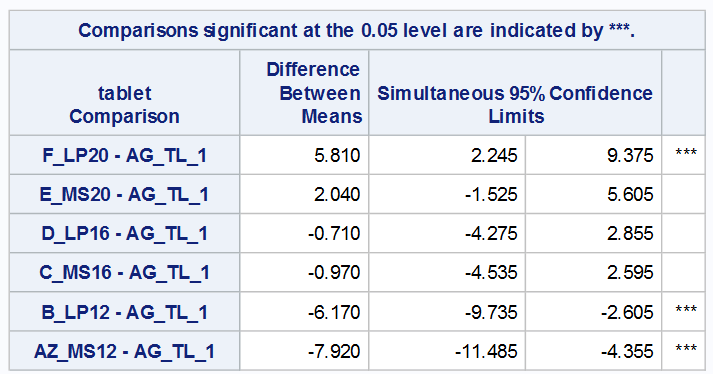 Comparisons significant at the 0.05 level are indicated by ***.
tablet Comparison Difference Between Means Simultaneous 95% Confidence Limits
F_LP20 - AG_TL_1 5.810 2.245 9.375 ***
E_MS20 - AG_TL_1 2.040 -1.525 5.605
D_LP16 - AG_TL_1 -0.710 -4.275 2.855
C_MS16 - AG_TL_1 -0.970 -4.535 2.595
B_LP12 - AG_TL_1 -6.170 -9.735 -2.605 ***
AZ_MS12 - AG_TL_1 -7.920 -11.485 -4.355 ***